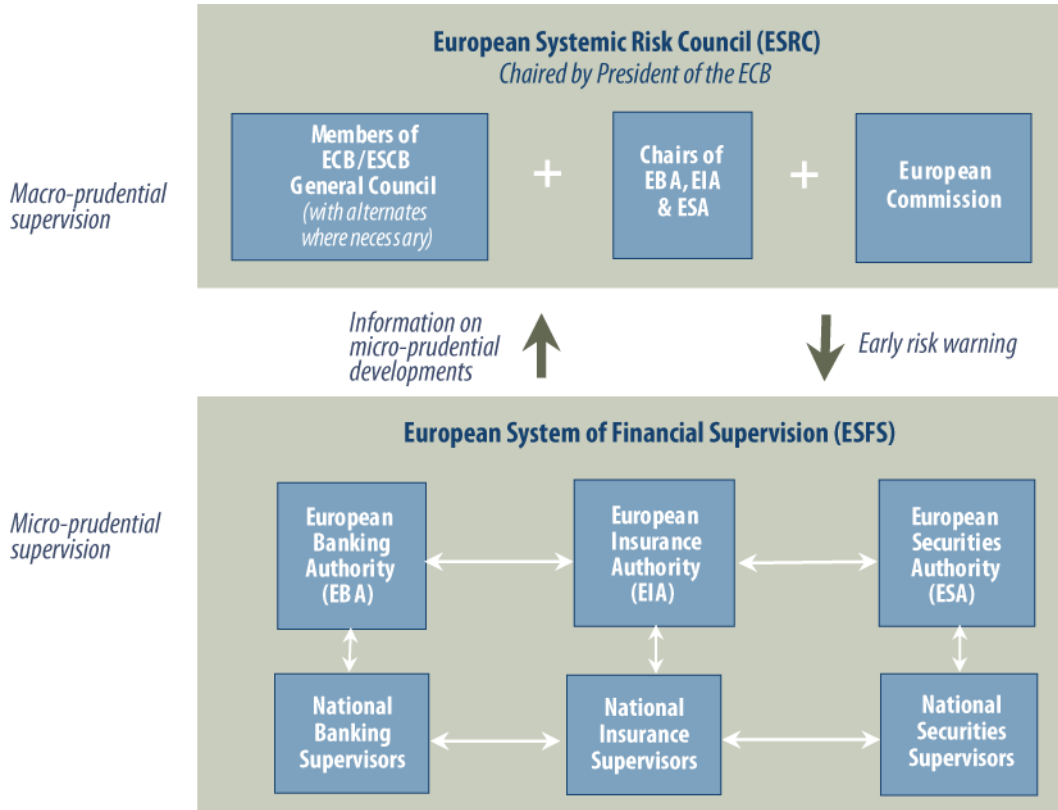 European Systemic Risk Council (ESRC)
Chaired by President of the ECB
Members of
ECB/ESCB
General Council
(with alternates
where necessary)
+
Chairs of
EBA, EIA
& ESA
+
European
Commission
Macro-prudential
supervision
Information on
micro-prudential
developments
Early risk warning
European System of Financial Supervision (ESFS)
Micro-prudential
supervision
European
Banking
Authority
(EBA)
European
Insurance
Authority
(EIA)
European
Securities
Authority
(ESA)
National
Banking
Supervisors
National
Insurance
Supervisors
National
Securities
Supervisors